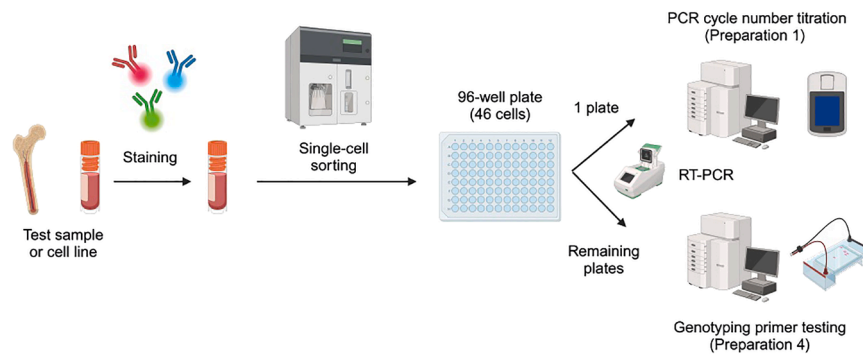 Test sample
or cell line
Staining
Single-cell
sorting
96-well plate
(46 cells)
1 plate
Remaining
plates
RT-PCR
PCR cycle number titration
(Preparation 1)
Genotyping primer testing
(Preparation 4)